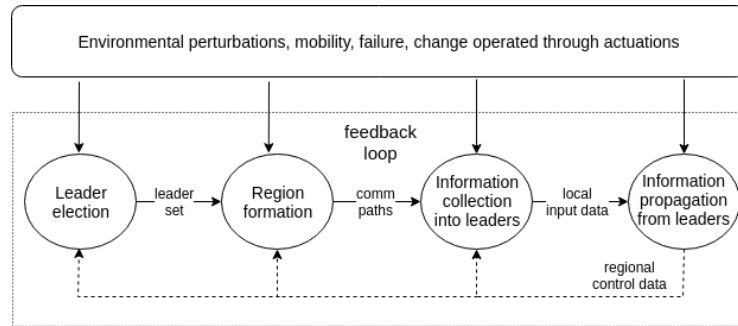 Environmental perturbations, mobility, failure, change operated through actuations
feedback
loop
Leader
election
leader
set
Region
formation
comm
paths
Information
collection
into leaders
local
input data
Information
propagation
from leaders
regional
control data